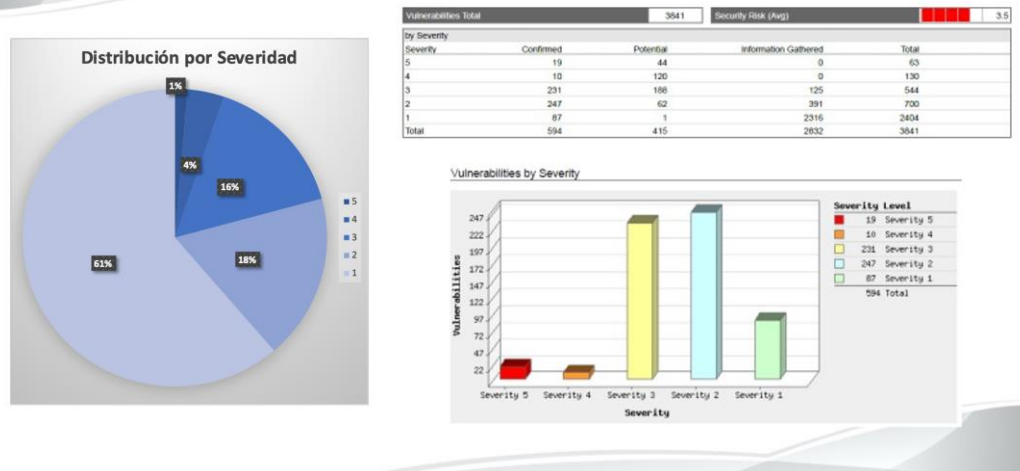 Distribución por Severidad
1%
4%
16%
18%
61%
5
4
3
2
1
Vulnerabilities Total 3841 Security Risk (Avg) 3.5
by Severity
Severity Confirmed Potential Information Gathered Total
5 19 44 0 63
4 10 120 0 130
3 231 188 125 544
2 247 62 391 700
1 87 1 2316 2404
Total 594 415 2832 3841
Vulnerabilities by Severity
Vulnerabilities
247
222
197
172
147
122
97
72
47
22
Severity 5 Severity 4 Severity 3 Severity 2 Severity 1
Severity
Severity Level
19 Severity 5
10 Severity 4
231 Severity 3
247 Severity 2
87 Severity 1
594 Total